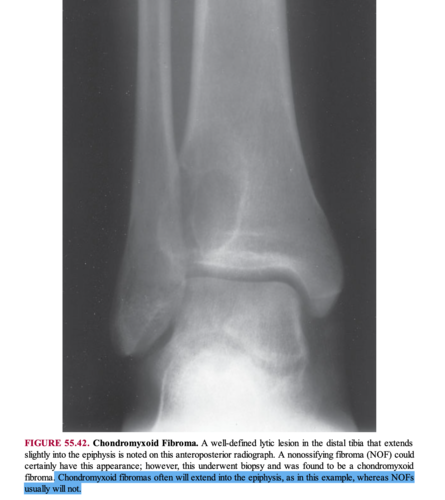 FIGURE 55.42. Chondromyxoid Fibroma. A well-defined lytic lesion in the distal tibia that extends
slightly into the epiphysis is noted on this anteroposterior radiograph. A nonossifying fibroma (NOF) could
certainly have this appearance; however, this underwent biopsy and was found to be a chondromyxoid
fibroma. Chondromyxoid fibromas often will extend into the epiphysis, as in this example, whereas NOFs
usually will not.